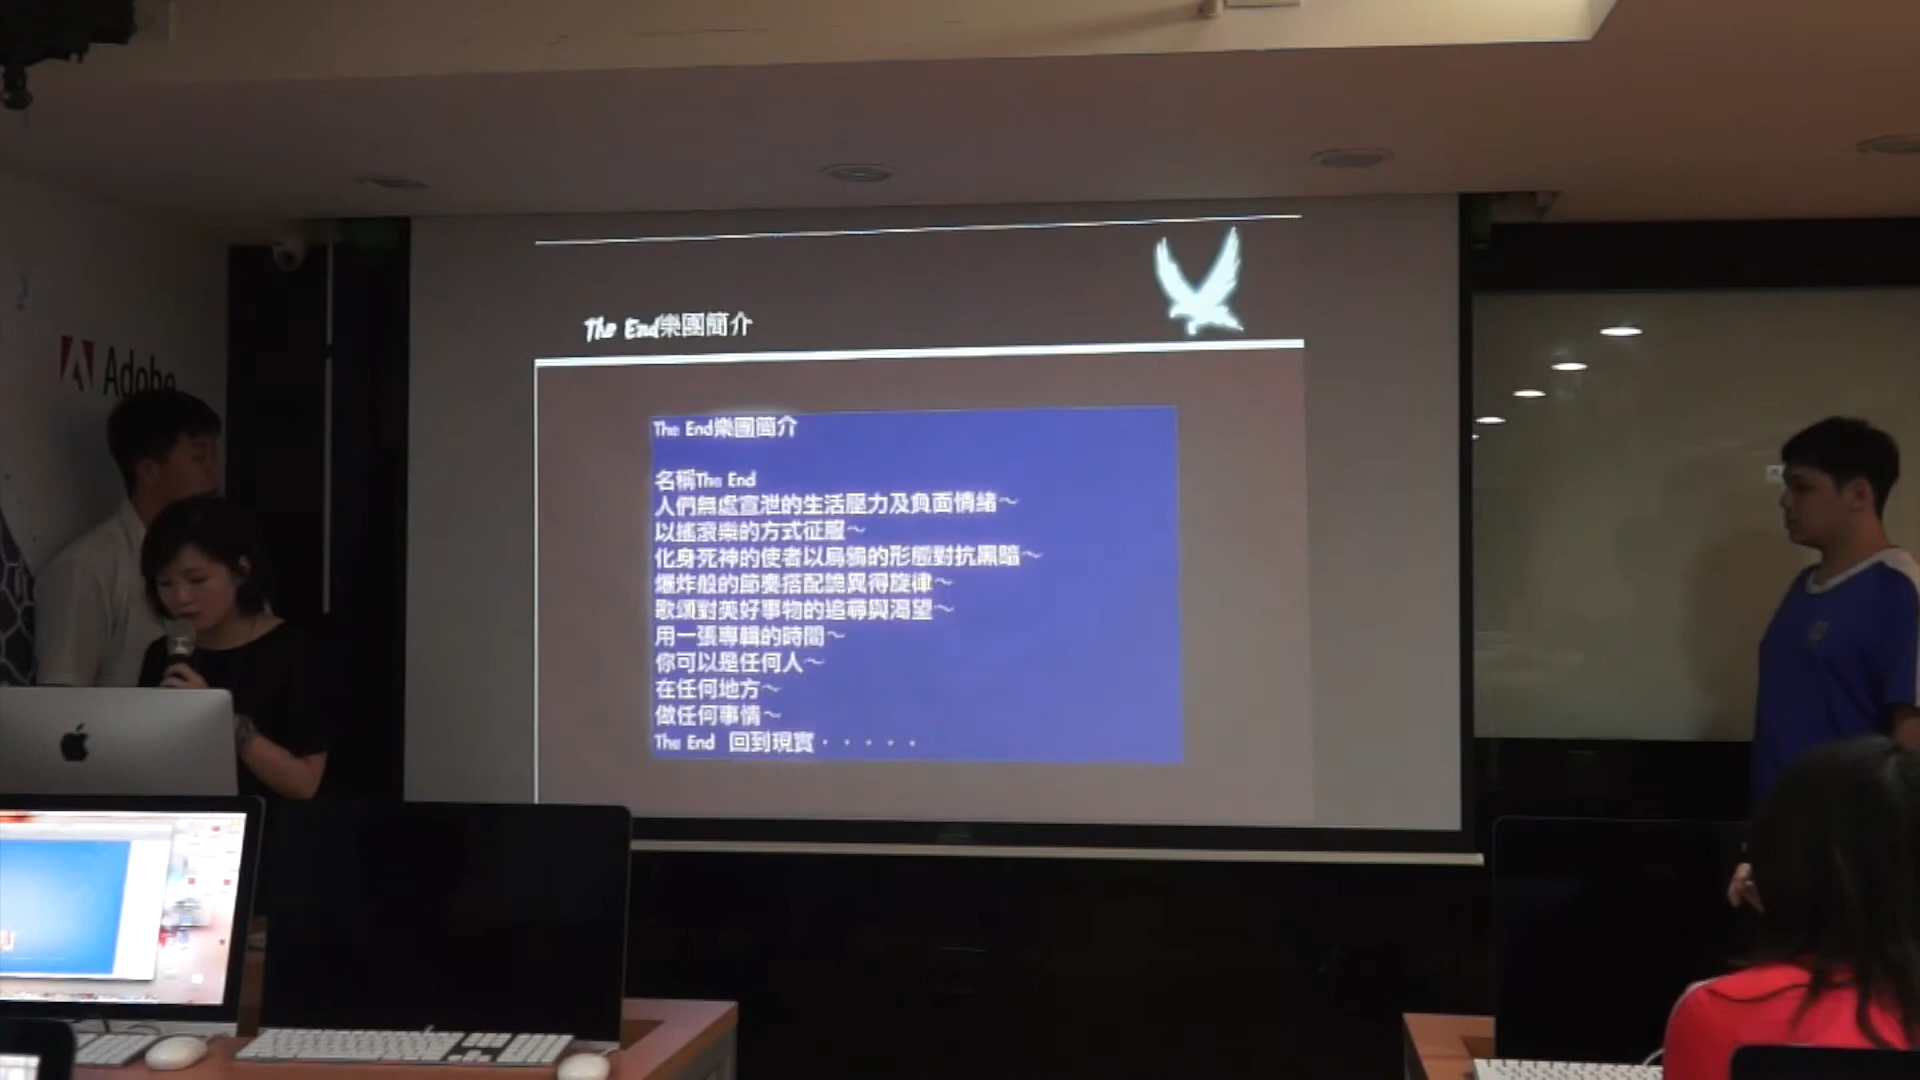 Adobe
The End樂團簡介
The End樂團簡介
名稱The End
人們無處宣泄的生活壓力及負面情緒～
以搖滾樂的方式征服～
化身死神的使者以烏鴉的形態對抗黑暗～
爆炸般的節奏搭配詭異得旋律～
歌頌對美好事物的追尋與渴望～
用一張專輯的時間～
你可以是任何人～
在任何地方～
做任何事情～
The End 回到現實·····